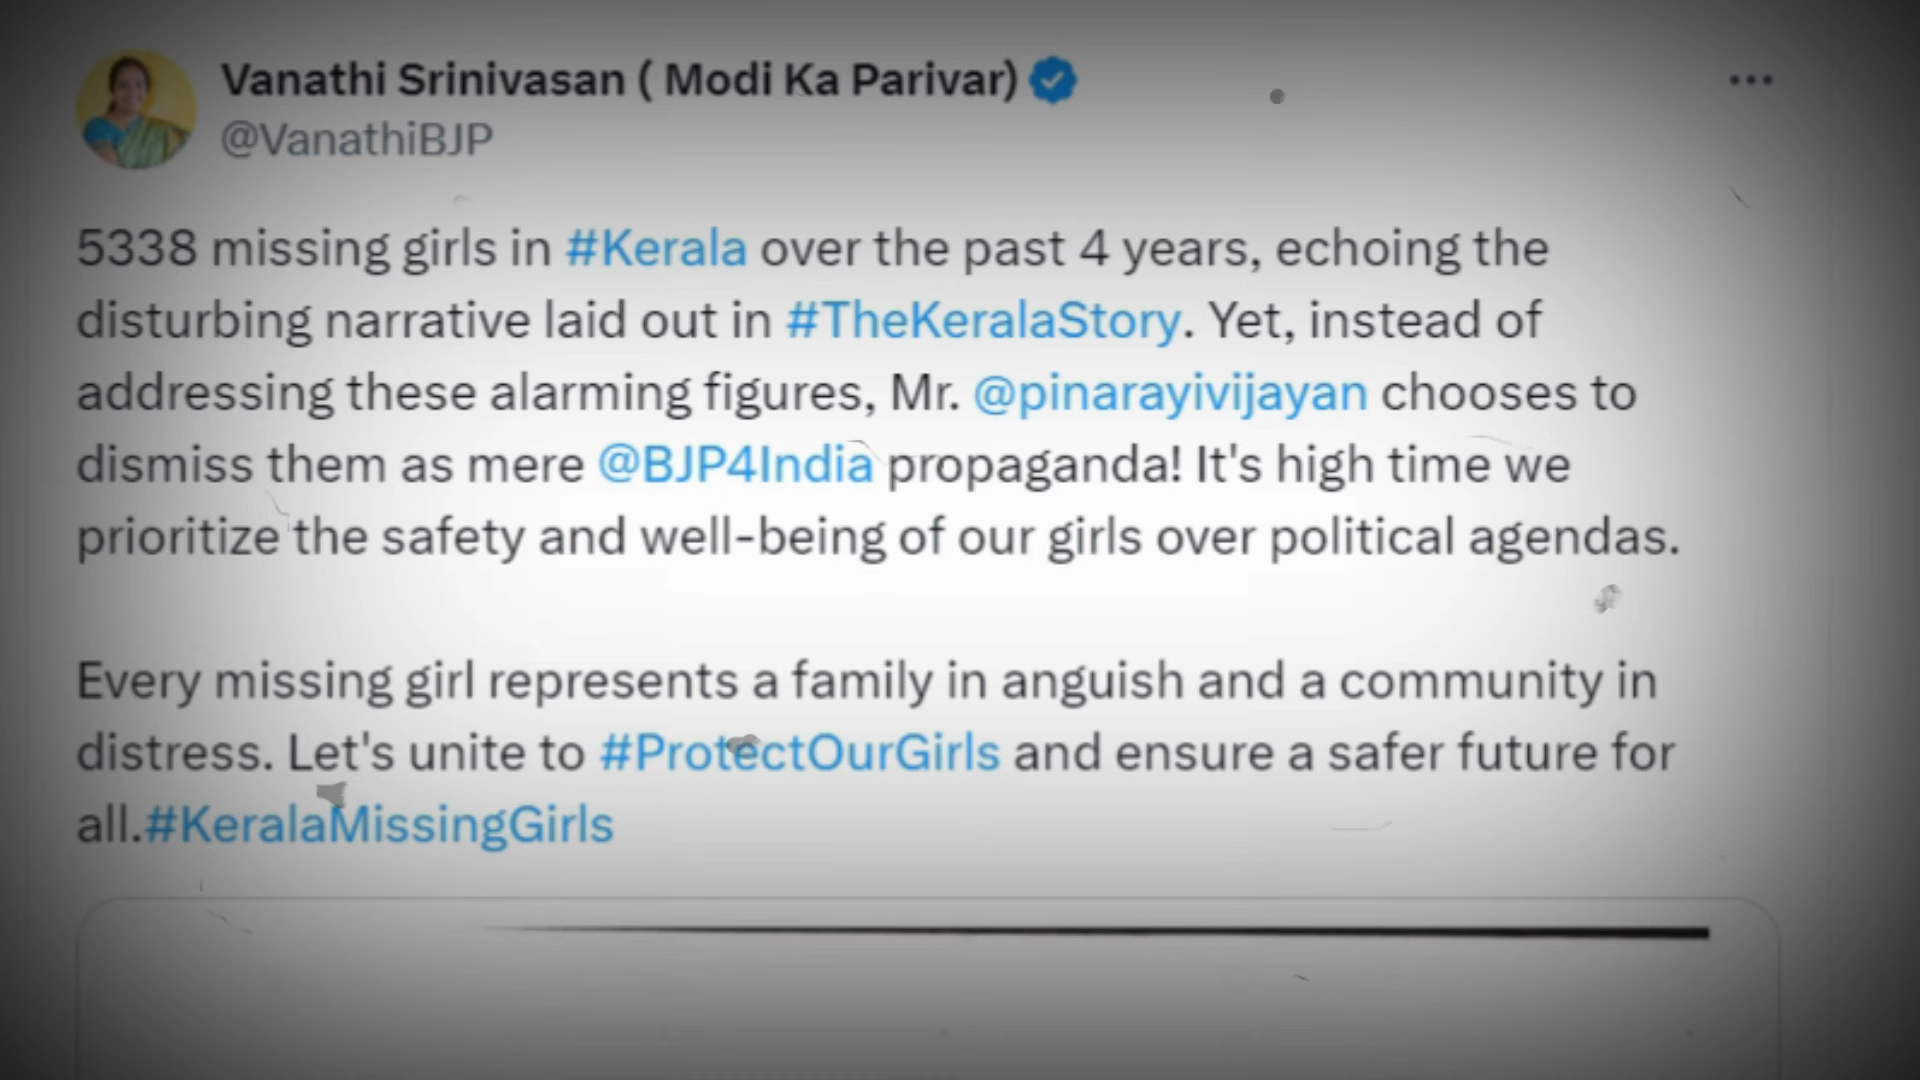 Vanathi Srinivasan ( Modi Ka Parivar)
@VanathiBJP
5338 missing girls in #Kerala over the past 4 years, echoing the
disturbing narrative laid out in #TheKeralaStory. Yet, instead of
addressing these alarming figures, Mr. @pinarayivijayan chooses to
dismiss them as mere @BJP4India propaganda! It's high time we
prioritize the safety and well-being of our girls over political agendas.
Every missing girl represents a family in anguish and a community in
distress. Let's unite to #ProtectOurGirls and ensure a safer future for
all.#KeralaMissingGirls